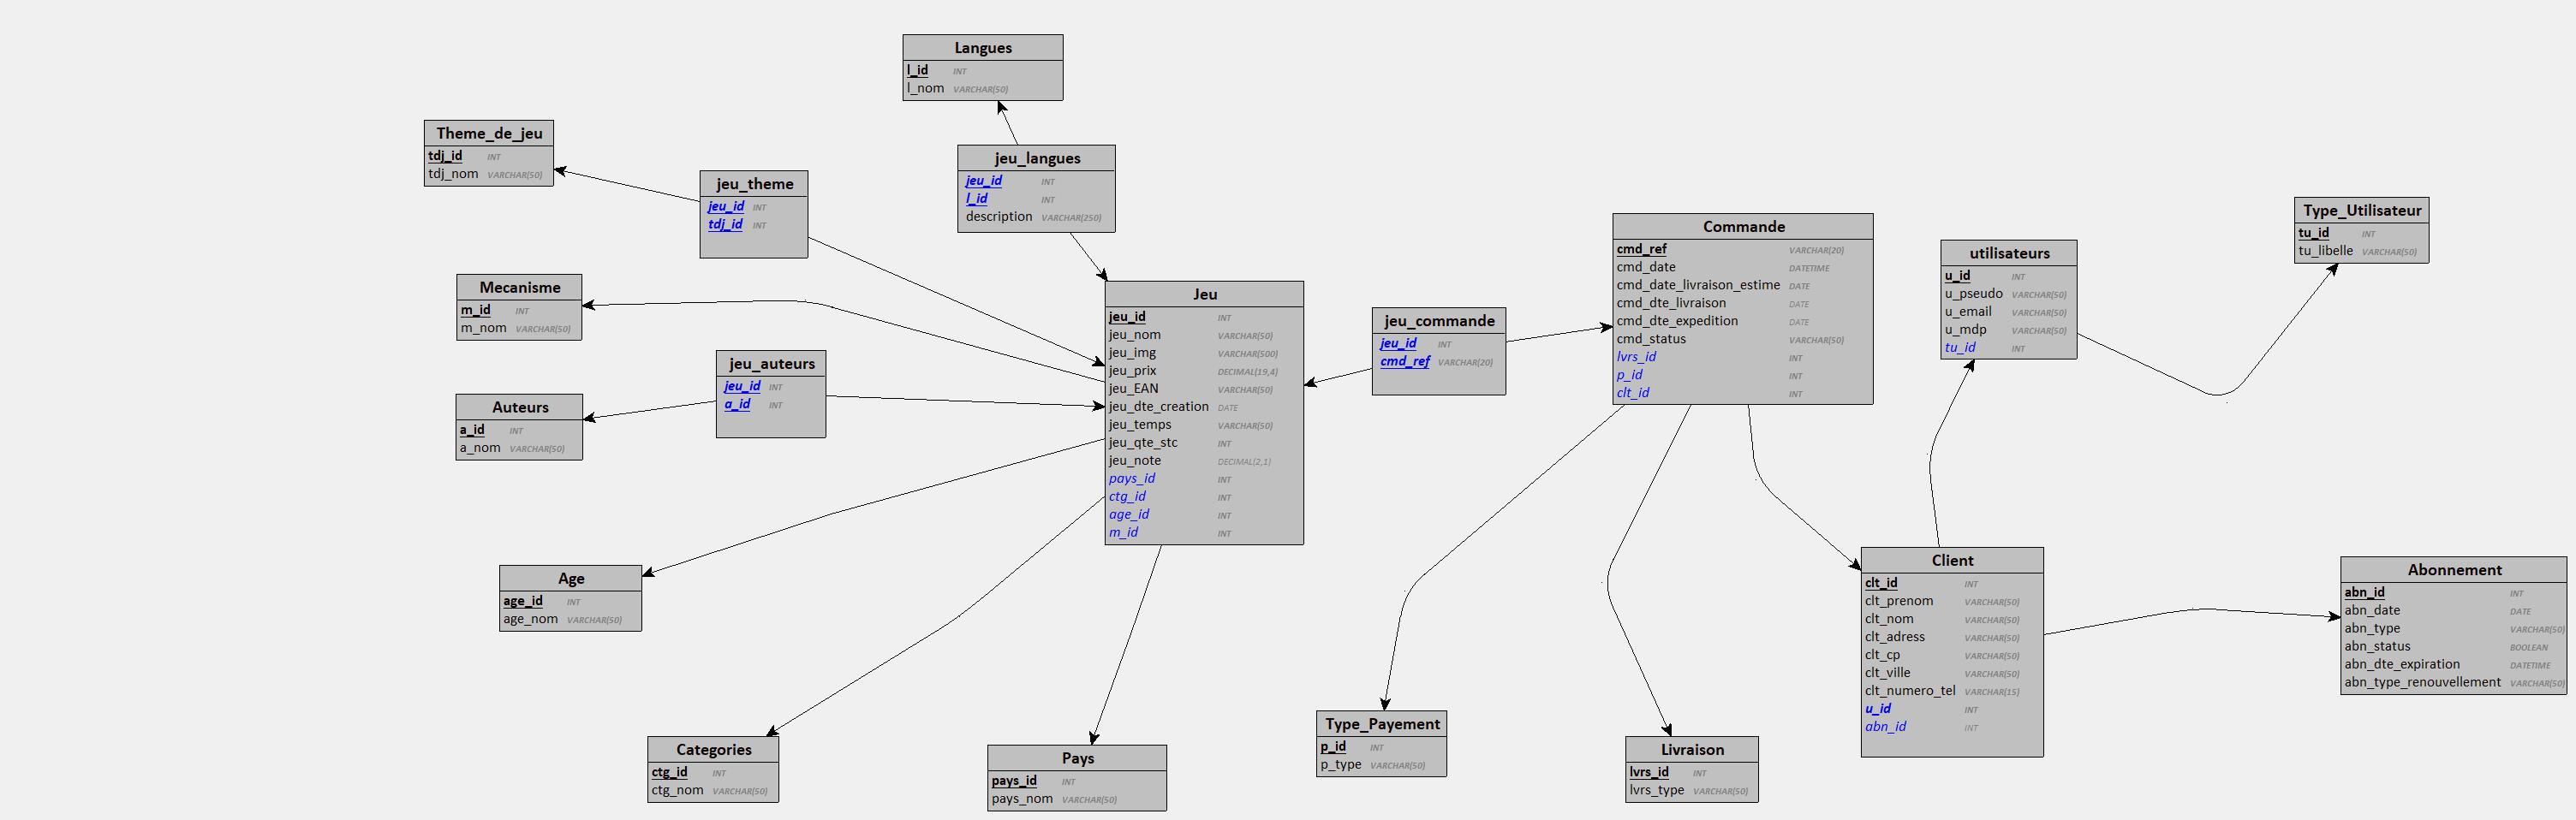 Langues
l_id INT
l_nom VARCHAR(50)
Theme_de_jeu
tdj_id INT
tdj_nom VARCHAR(50)
jeu_theme
jeu_id INT
tdj_id INT
jeu_langues
jeu_id INT
l_id INT
description VARCHAR(250)
Mecanisme
m_id INT
m_nom VARCHAR(50)
jeu_auteurs
jeu_id INT
a_id INT
Auteurs
a_id INT
a_nom VARCHAR(50)
Jeu
jeu_id INT
jeu_nom VARCHAR(50)
jeu_img VARCHAR(500)
jeu_prix DECIMAL(19,4)
jeu_EAN VARCHAR(50)
jeu_dte_creation DATE
jeu_temps VARCHAR(50)
jeu_qte_stc INT
jeu_note DECIMAL(2,1)
pays_id INT
ctg_id INT
age_id INT
m_id INT
jeu_commande
jeu_id INT
cmd_ref VARCHAR(20)
Commande
cmd_ref VARCHAR(20)
cmd_date DATETIME
cmd_date_livraison_estime DATE
cmd_dte_livraison DATE
cmd_dte_expedition DATE
cmd_status VARCHAR(50)
lvrs_id INT
p_id INT
clt_id INT
utilisateurs
u_id INT
u_pseudo VARCHAR(50)
u_email VARCHAR(50)
u_mdp VARCHAR(50)
tu_id INT
Type_Utilisateur
tu_id INT
tu_libelle VARCHAR(50)
Age
age_id INT
age_nom VARCHAR(50)
Categories
ctg_id INT
ctg_nom VARCHAR(50)
Pays
pays_id INT
pays_nom VARCHAR(50)
Type_Payement
p_id INT
p_type VARCHAR(50)
Livraison
lvrs_id INT
lvrs_type VARCHAR(50)
Client
clt_id INT
clt_prenom VARCHAR(50)
clt_nom VARCHAR(50)
clt_adress VARCHAR(50)
clt_cp VARCHAR(50)
clt_ville VARCHAR(50)
clt_numero_tel VARCHAR(15)
u_id INT
abn_id INT
Abonnement
abn_id INT
abn_date DATE
abn_type VARCHAR(50)
abn_status BOOLEAN
abn_dte_expiration DATETIME
abn_type_renouvellement VARCHAR(50)